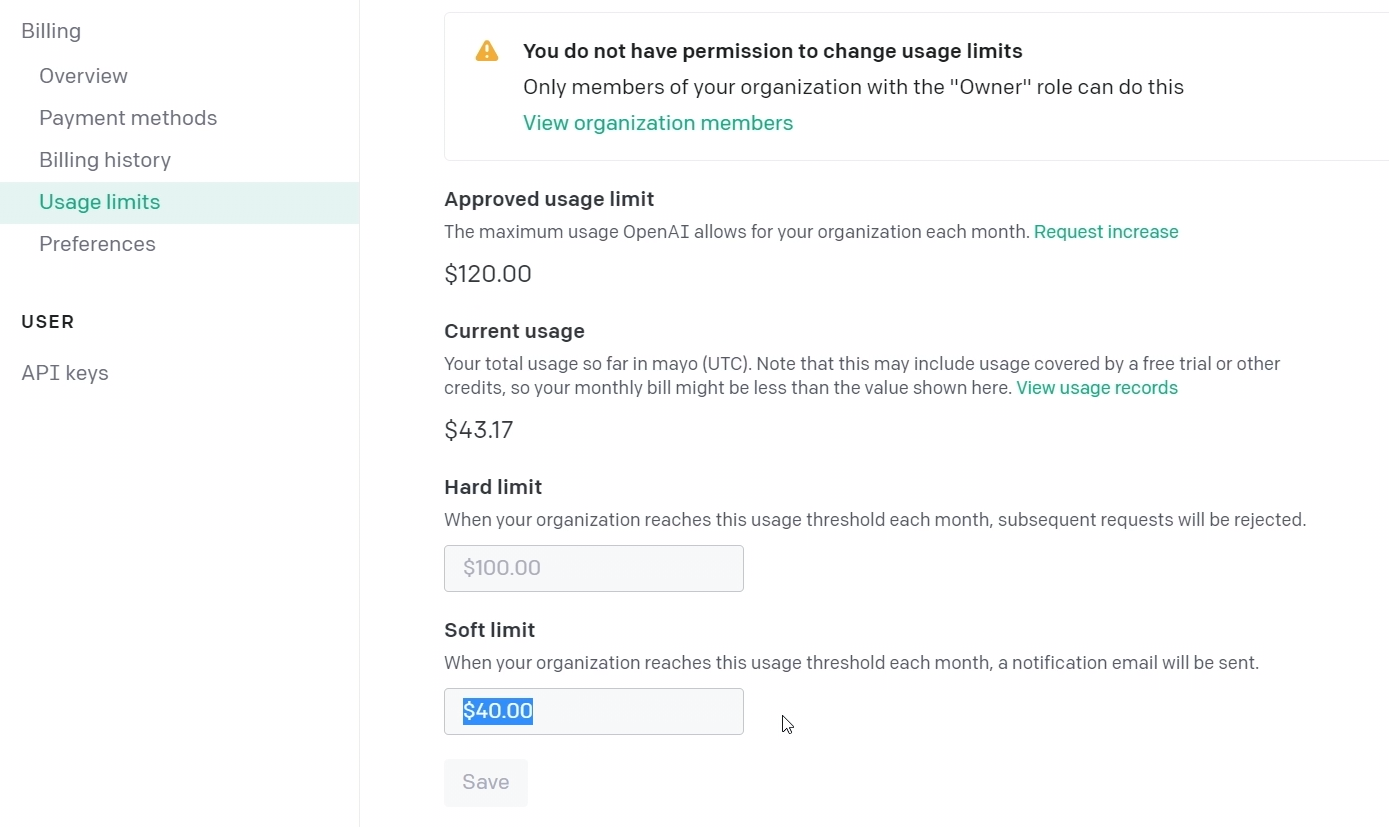 Billing
Overview
Payment methods
Billing history
Usage limits
Preferences
USER
API keys
You do not have permission to change usage limits
Only members of your organization with the "Owner" role can do this
View organization members
Approved usage limit
The maximum usage OpenAI allows for your organization each month. Request increase
$120.00
Current usage
Your total usage so far in mayo (UTC). Note that this may include usage covered by a free trial or other
credits, so your monthly bill might be less than the value shown here. View usage records
$43.17
Hard limit
When your organization reaches this usage threshold each month, subsequent requests will be rejected.
$100.00
Soft limit
When your organization reaches this usage threshold each month, a notification email will be sent.
$40.00
Save